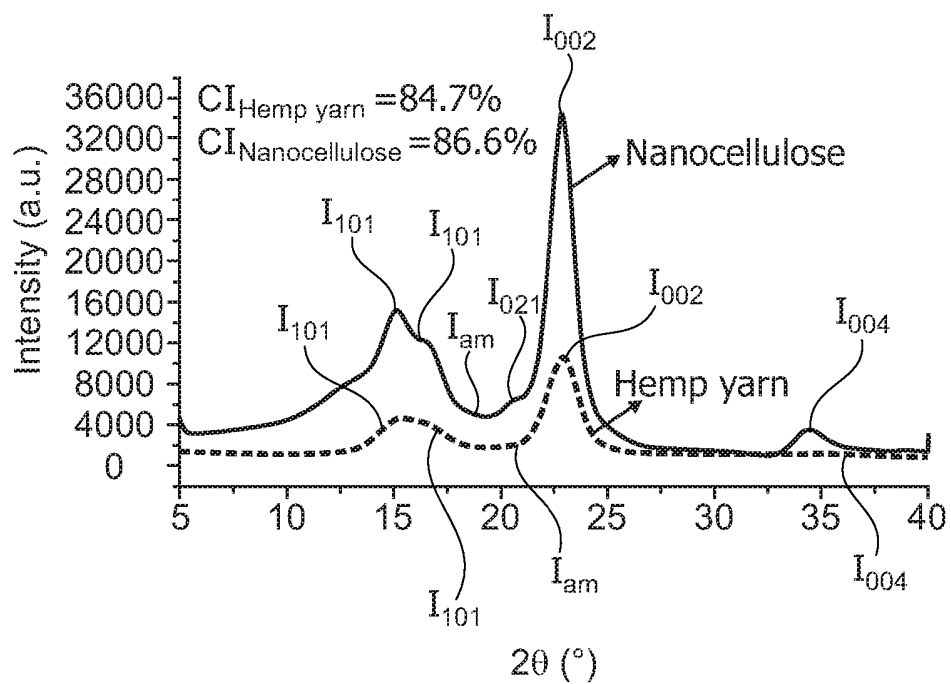 I002
CIHemp yarn =84.7%
CINanocellulose =86.6%
Nanocellulose
I101
I101
I021
I002
I101
Iam
I004
Hemp yarn
Intensity (a.u.)
36000
32000
28000
24000
20000
16000
12000
8000
4000
0
5 10 15 20 25 30 35 40
I101
Iam
I004
2θ (°)